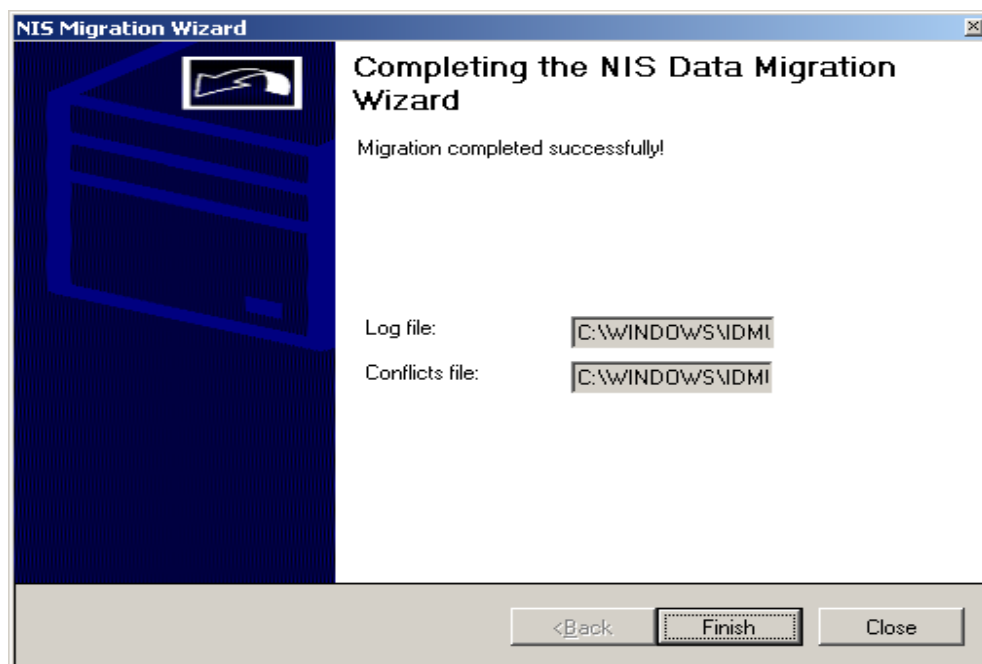 NIS Migration Wizard
Completing the NIS Data Migration
Wizard
Migration completed successfully!
Log file: C:\WINDOWS\IDMU
Conflicts file: C:\WINDOWS\IDMI
<Back Finish Close